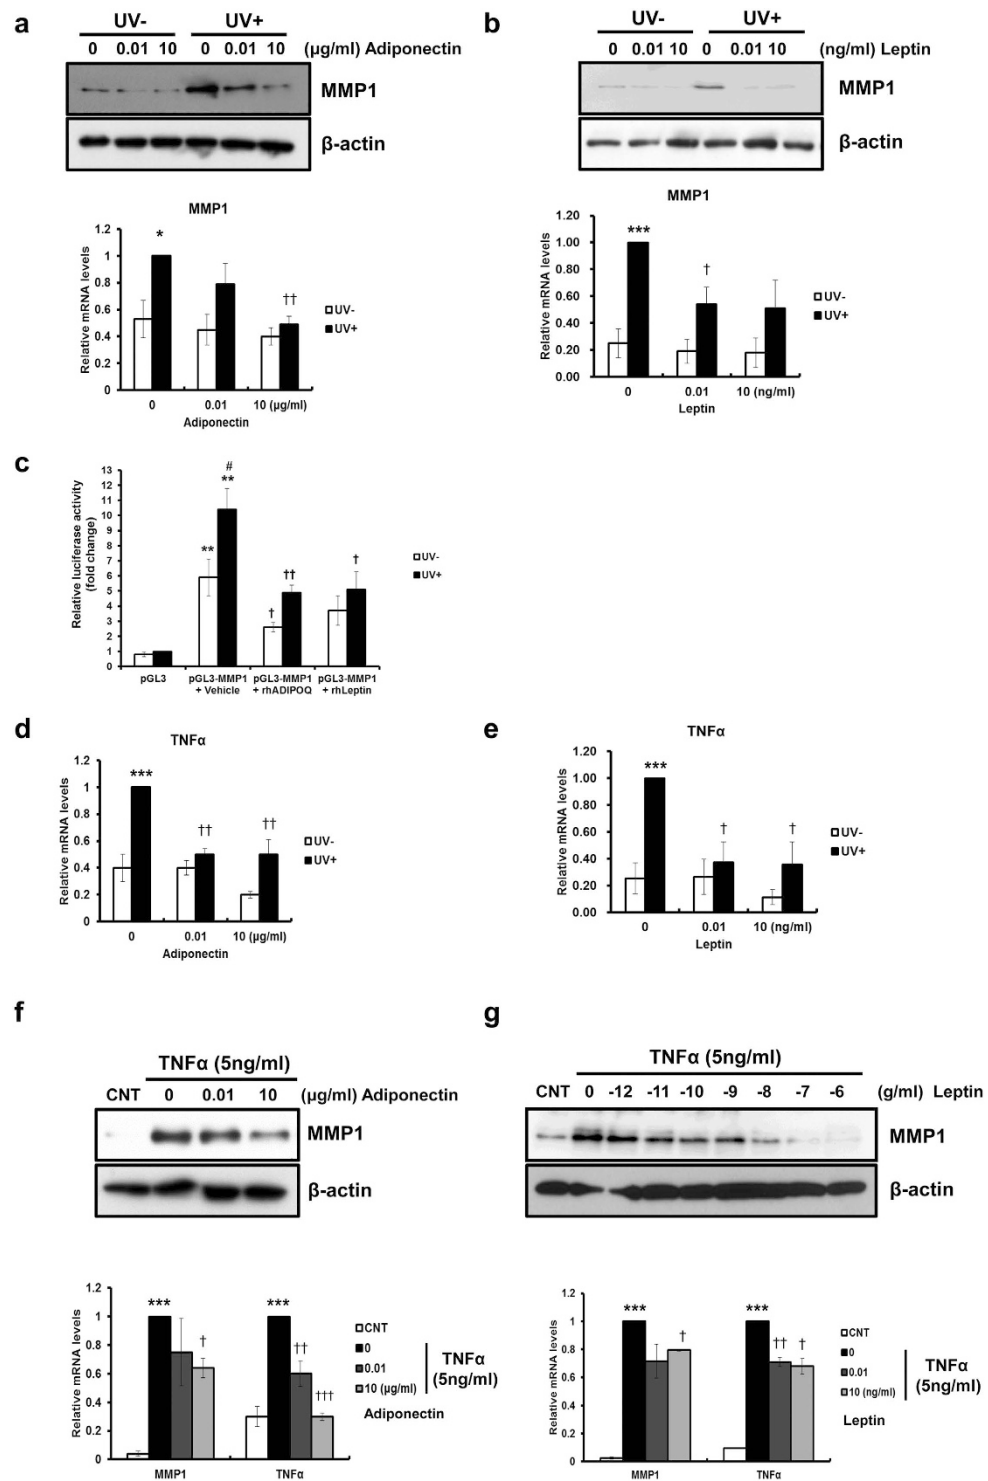 a
UV- UV+
0 0.01 10 0 0.01 10 (µg/ml) Adiponectin
MMP1
β-actin
MMP1
Relative mRNA levels
1.2
1
0.8
0.6
0.4
0.2
0
*
††
UV-
UV+
0 0.01 10 (µg/ml)
Adiponectin
b
UV- UV+
0 0.01 10 0 0.01 10 (ng/ml) Leptin
MMP1
β-actin
MMP1
Relative mRNA levels
1.20
1.00
0.80
0.60
0.40
0.20
0.00
***
†
UV-
UV+
0 0.01 10 (ng/ml)
Leptin
c
Relative luciferase activity
(fold change)
13
12
11
10
9
8
7
6
5
4
3
2
1
0
#
**
**
†
††
†
UV-
UV+
pGL3 pGL3-MMP1 pGL3-MMP1 pGL3-MMP1
+ Vehicle + rhADIPOQ + rhLeptin
d
TNFα
Relative mRNA levels
1.2
1
0.8
0.6
0.4
0.2
0
***
††
††
UV-
UV+
0 0.01 10 (µg/ml)
Adiponectin
e
TNFα
Relative mRNA levels
1.20
1.00
0.80
0.60
0.40
0.20
0.00
***
†
†
UV-
UV+
0 0.01 10 (ng/ml)
Leptin
f
TNFα (5ng/ml)
CNT 0 0.01 10 (µg/ml) Adiponectin
MMP1
β-actin
Relative mRNA levels
1.2
1
0.8
0.6
0.4
0.2
0
***
†
***
††
†††
CNT
0
0.01
10 (µg/ml)
TNFα
(5ng/ml)
Adiponectin
MMP1 TNFα
g
TNFα (5ng/ml)
CNT 0 -12 -11 -10 -9 -8 -7 -6 (g/ml) Leptin
MMP1
β-actin
Relative mRNA levels
1.2
1
0.8
0.6
0.4
0.2
0
***
†
***
††
†
CNT
0
0.01
10 (ng/ml)
TNFα
(5ng/ml)
Leptin
MMP1 TNFα